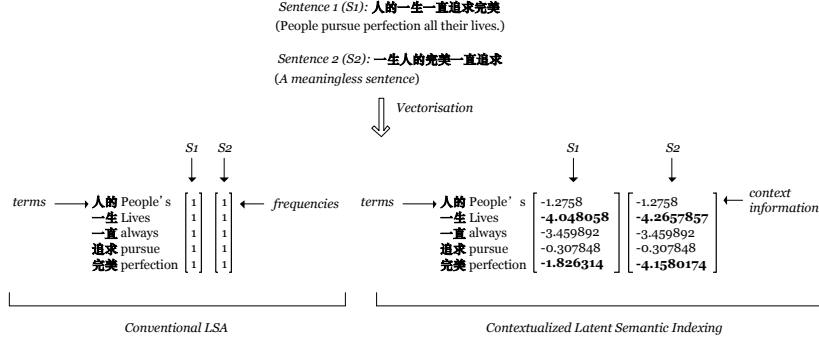 Sentence 1 (S1): 人的一生一直追求完美
(People pursue perfection all their lives.)
Sentence 2 (S2): 一生人的完美一直追求
(A meaningless sentence)
Vectorisation
S1 S2 S1 S2
terms 人的 People's 1 1 frequencies terms 人的 People's -1.2758 -1.2758 context information
一生 Lives 1 1 一生 Lives -4.048058 -4.2657857
一直 always 1 1 一直 always -3.459892 -3.459892
追求 pursue 1 1 追求 pursue -0.307848 -0.307848
完美 perfection 1 1 完美 perfection -1.826314 -4.1580174
Conventional LSA Contextualized Latent Semantic Indexing